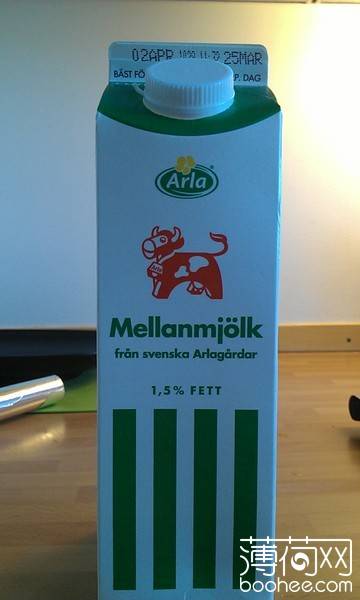 02APR 25MAR
BÄST FÖ P. DAG
Arla
Mellanmjölk
från svenska Arlagårdar
1,5% FETT
薄荷网
boohee.com